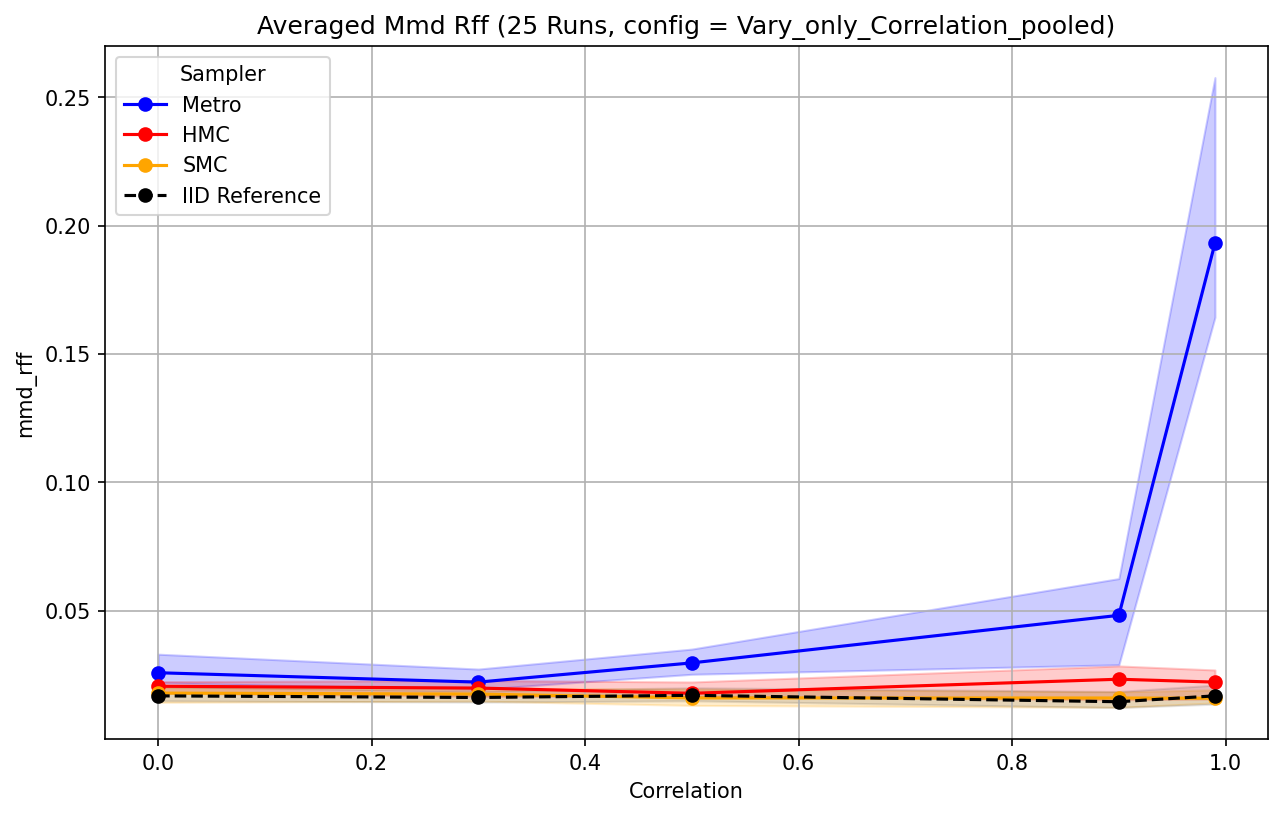 Averaged Mmd Rff (25 Runs, config = Vary_only_Correlation_pooled)
Sampler
Metro
HMC
SMC
IID Reference
mmd_rff
0.25
0.20
0.15
0.10
0.05
0.0 0.2 0.4 0.6 0.8 1.0
Correlation